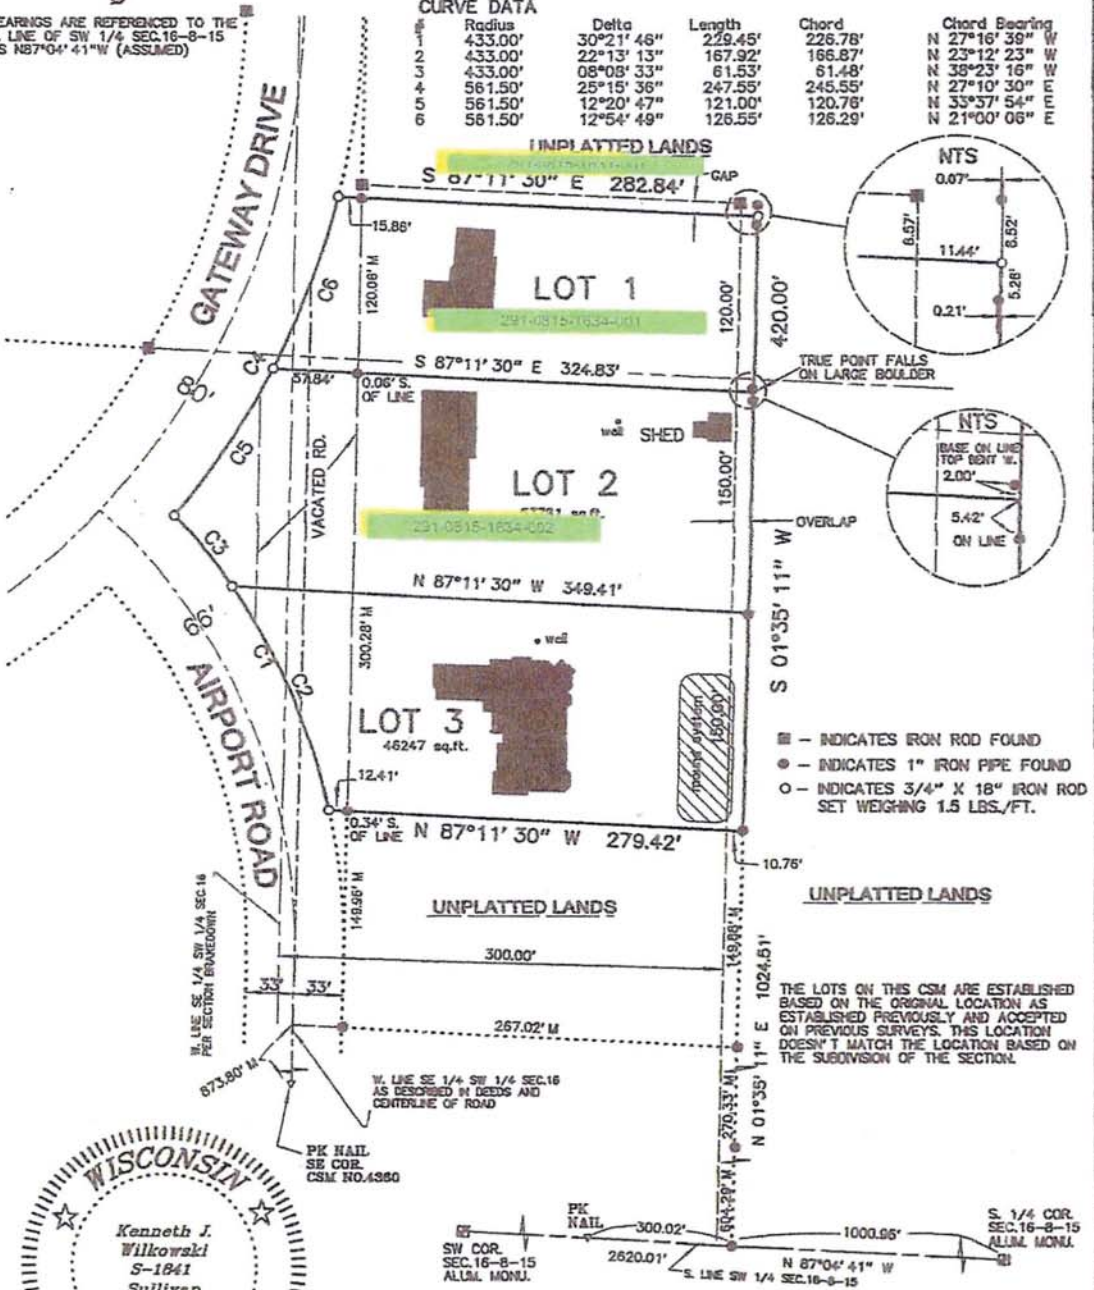 EARINGS ARE REFERENCED TO THE
LINE OF SW 1/4 SEC.16-8-15
S N87°04'41"W (ASSUMED)
CURVE DATA
# Radius Delta Length Chord Chord Bearing
1 433.00' 30°21'46" 229.45' 226.78' N 27°16'39" W
2 433.00' 22°13'13" 167.92' 166.87' N 23°12'23" W
3 433.00' 08°08'33" 61.53' 61.48' N 38°23'16" W
4 561.50' 25°15'36" 247.55' 245.55' N 27°10'30" E
5 561.50' 12°20'47" 121.00' 120.76' N 33°37'54" E
6 561.50' 12°54'49" 126.55' 126.29' N 21°00'06" E
UNPLATTED LANDS
S 87°11'30" E 282.84'
GAP
NTS
0.07'
6.57'
6.52'
11.44'
5.26'
0.21'
GATEWAY DRIVE
15.86'
C6
120.06' M
LOT 1
291-0815-1634-001
120.00'
420.00'
C4
80'
57.84'
S 87°11'30" E 324.83'
0.06' S.
OF LINE
TRUE POINT FALLS
ON LARGE BOULDER
NTS
BASE ON LINE
TOP BENT W.
2.00'
5.42'
ON LINE
C5
VACATED RD.
well
SHED
LOT 2
sq.ft.
291-0815-1634-002
150.00'
OVERLAP
C3
N 87°11'30" W 349.41'
S 01°35'11" W
66'
C1
C2
AIRPORT ROAD
300.28' M
well
LOT 3
46247 sq.ft.
mound system
150.00'
■ - INDICATES IRON ROD FOUND
● - INDICATES 1" IRON PIPE FOUND
○ - INDICATES 3/4" X 18" IRON ROD
SET WEIGHING 1.5 LBS./FT.
12.41'
0.34' S.
OF LINE
N 87°11'30" W 279.42'
10.76'
W. LINE SE 1/4 SW 1/4 SEC.16
PER SECTION BRAKEDOWN
149.96' M
UNPLATTED LANDS
UNPLATTED LANDS
149.86' M
300.00'
33' 33'
267.02' M
N 01°35'11" E 1024.51'
THE LOTS ON THIS CSM ARE ESTABLISHED
BASED ON THE ORIGINAL LOCATION AS
ESTABLISHED PREVIOUSLY AND ACCEPTED
ON PREVIOUS SURVEYS. THIS LOCATION
DOESN'T MATCH THE LOCATION BASED ON
THE SUBDIVISION OF THE SECTION.
873.80' M
W. LINE SE 1/4 SW 1/4 SEC.16
AS DESCRIBED IN DEEDS AND
CENTERLINE OF ROAD
270.33' M
PK NAIL
SE COR.
CSM NO.4360
604.29' M
WISCONSIN
Kenneth J.
Wilkowski
S-1841
Sullivan
SW COR.
SEC.16-8-15
ALUM. MONU.
PK
NAIL
300.02'
2620.01'
1000.95'
N 87°04'41" W
S. LINE SW 1/4 SEC.16-8-15
S. 1/4 COR.
SEC.16-8-15
ALUM. MONU.